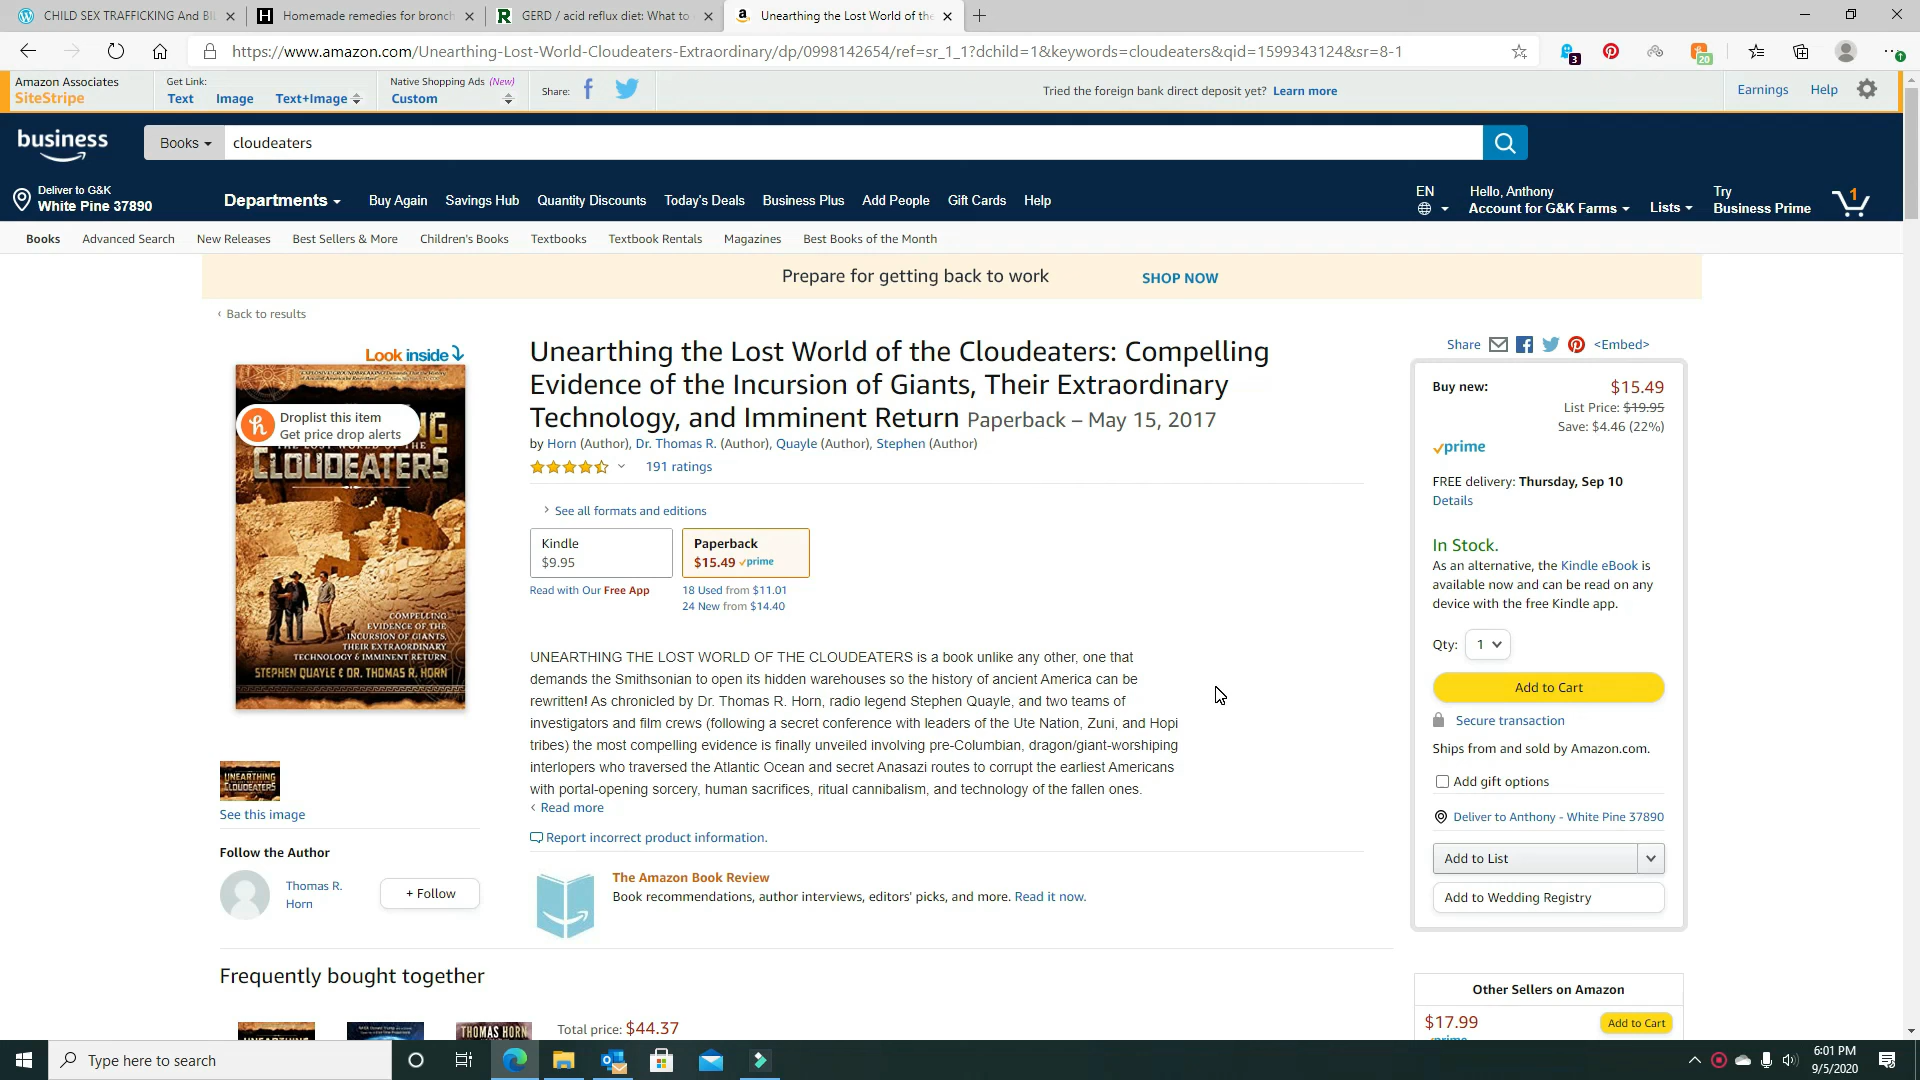 CHILD SEX TRAFFICKING And BI
Homemade remedies for bronch
GERD / acid reflux diet: What to
Unearthing the Lost World of the
https://www.amazon.com/Unearthing-Lost-World-Cloudeaters-Extraordinary/dp/0998142654/ref=sr_1_1?dchild=1&keywords=cloudeaters&qid=1599343124&sr=8-1
3
20
Amazon Associates
SiteStripe
Get Link:
Text Image Text+Image
Native Shopping Ads (New)
Custom
Share:
Tried the foreign bank direct deposit yet? Learn more
Earnings Help
business
Books
cloudeaters
Deliver to G&K
White Pine 37890
Departments
Buy Again Savings Hub Quantity Discounts Today's Deals Business Plus Add People Gift Cards Help
EN
Hello, Anthony
Account for G&K Farms
Lists
Try
Business Prime
1
Books Advanced Search New Releases Best Sellers & More Children's Books Textbooks Textbook Rentals Magazines Best Books of the Month
Prepare for getting back to work SHOP NOW
‹ Back to results
Look inside
Droplist this item
Get price drop alerts
CLOUDEATERS
COMPELLING
EVIDENCE OF THE
INCURSION OF GIANTS,
THEIR EXTRAORDINARY
TECHNOLOGY & IMMINENT RETURN
STEPHEN QUAYLE & DR. THOMAS R. HORN
UNEARTHING
CLOUDEATERS
See this image
Follow the Author
Thomas R.
Horn
+ Follow
Unearthing the Lost World of the Cloudeaters: Compelling
Evidence of the Incursion of Giants, Their Extraordinary
Technology, and Imminent Return Paperback – May 15, 2017
by Horn (Author), Dr. Thomas R. (Author), Quayle (Author), Stephen (Author)
191 ratings
› See all formats and editions
Kindle
$9.95
Paperback
$15.49 prime
Read with Our Free App
18 Used from $11.01
24 New from $14.40
UNEARTHING THE LOST WORLD OF THE CLOUDEATERS is a book unlike any other, one that
demands the Smithsonian to open its hidden warehouses so the history of ancient America can be
rewritten! As chronicled by Dr. Thomas R. Horn, radio legend Stephen Quayle, and two teams of
investigators and film crews (following a secret conference with leaders of the Ute Nation, Zuni, and Hopi
tribes) the most compelling evidence is finally unveiled involving pre-Columbian, dragon/giant-worshiping
interlopers who traversed the Atlantic Ocean and secret Anasazi routes to corrupt the earliest Americans
with portal-opening sorcery, human sacrifices, ritual cannibalism, and technology of the fallen ones.
‹ Read more
Report incorrect product information.
The Amazon Book Review
Book recommendations, author interviews, editors' picks, and more. Read it now.
Share <Embed>
Buy new: $15.49
List Price: $19.95
Save: $4.46 (22%)
prime
FREE delivery: Thursday, Sep 10
Details
In Stock.
As an alternative, the Kindle eBook is
available now and can be read on any
device with the free Kindle app.
Qty: 1
Add to Cart
Secure transaction
Ships from and sold by Amazon.com.
Add gift options
Deliver to Anthony - White Pine 37890
Add to List
Add to Wedding Registry
Other Sellers on Amazon
$17.99
Add to Cart
Frequently bought together
THOMAS HORN
Total price: $44.37
Type here to search
6:01 PM
9/5/2020